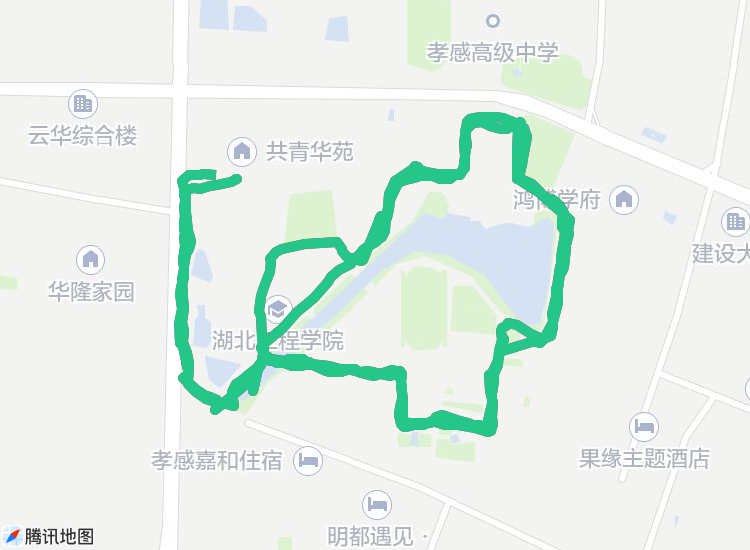 孝感高级中学
云华综合楼
共青华苑
鸿博学府
建设大
华隆家园
湖北工程学院
果缘主题酒店
孝感嘉和住宿
明都遇见·
腾讯地图